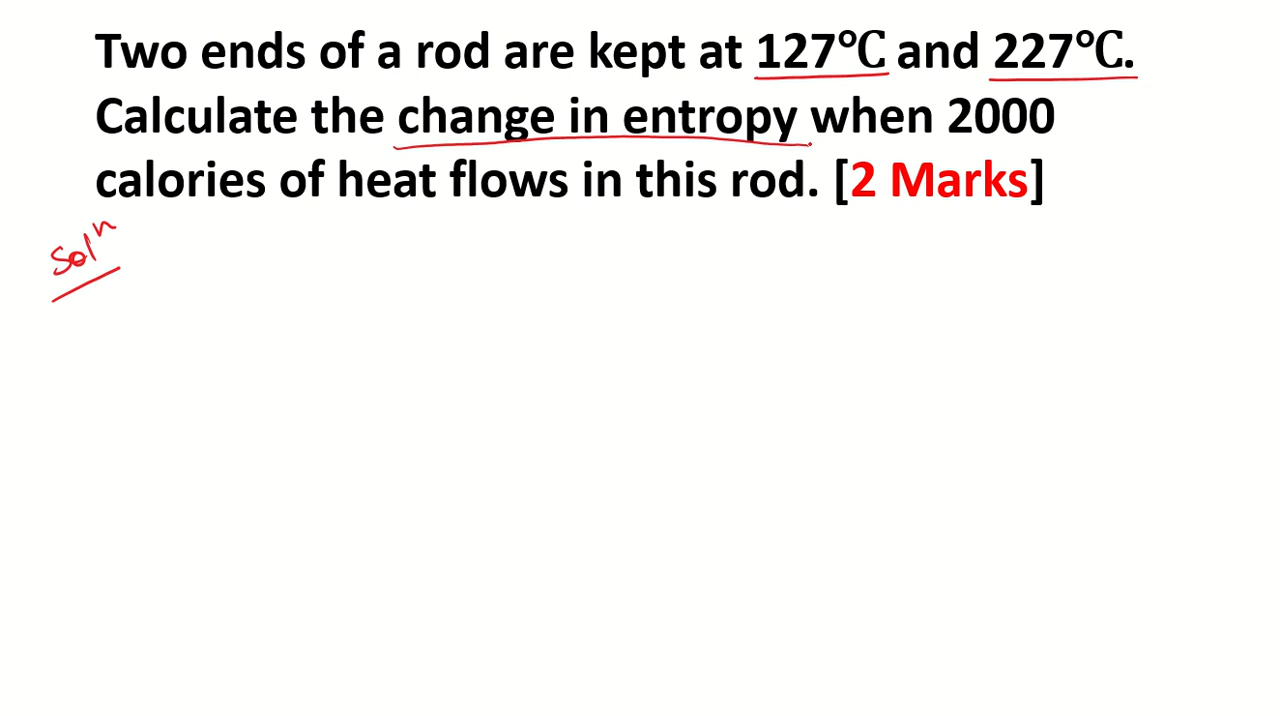 Two ends of a rod are kept at 127℃ and 227℃.
Calculate the change in entropy when 2000
calories of heat flows in this rod. [2 Marks]
Solⁿ